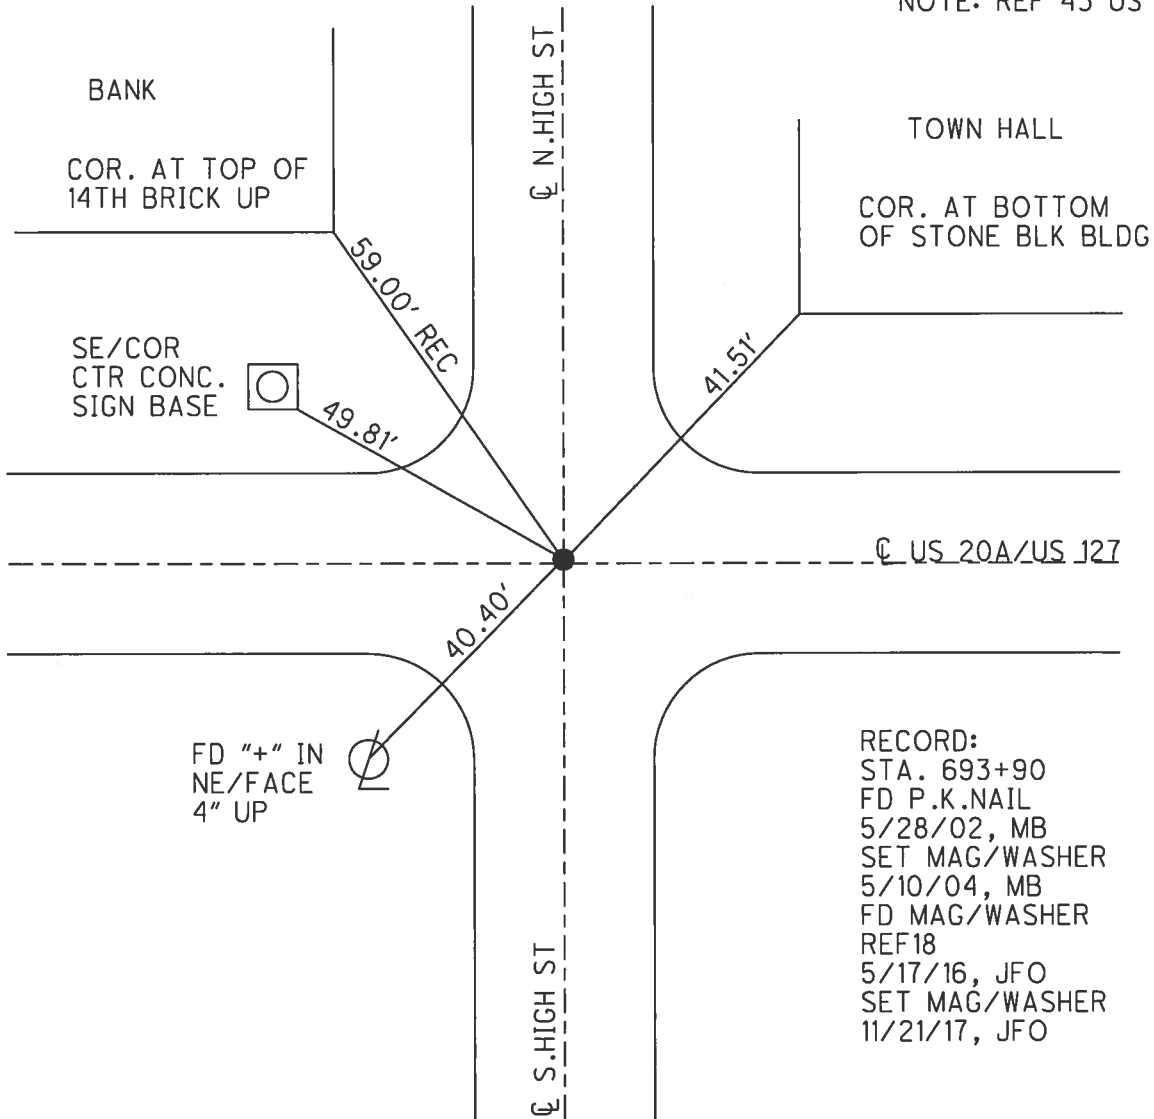 NOTE: REF 45 US
BANK
COR. AT TOP OF
14TH BRICK UP
℄ N.HIGH ST
TOWN HALL
COR. AT BOTTOM
OF STONE BLK BLDG
59.00' REC
41.51'
SE/COR
CTR CONC.
SIGN BASE
49.81'
℄ US 20A/US 127
40.40'
FD "+" IN
NE/FACE
4" UP
RECORD:
STA. 693+90
FD P.K.NAIL
5/28/02, MB
SET MAG/WASHER
5/10/04, MB
FD MAG/WASHER
REF18
5/17/16, JFO
SET MAG/WASHER
11/21/17, JFO
℄ S.HIGH ST